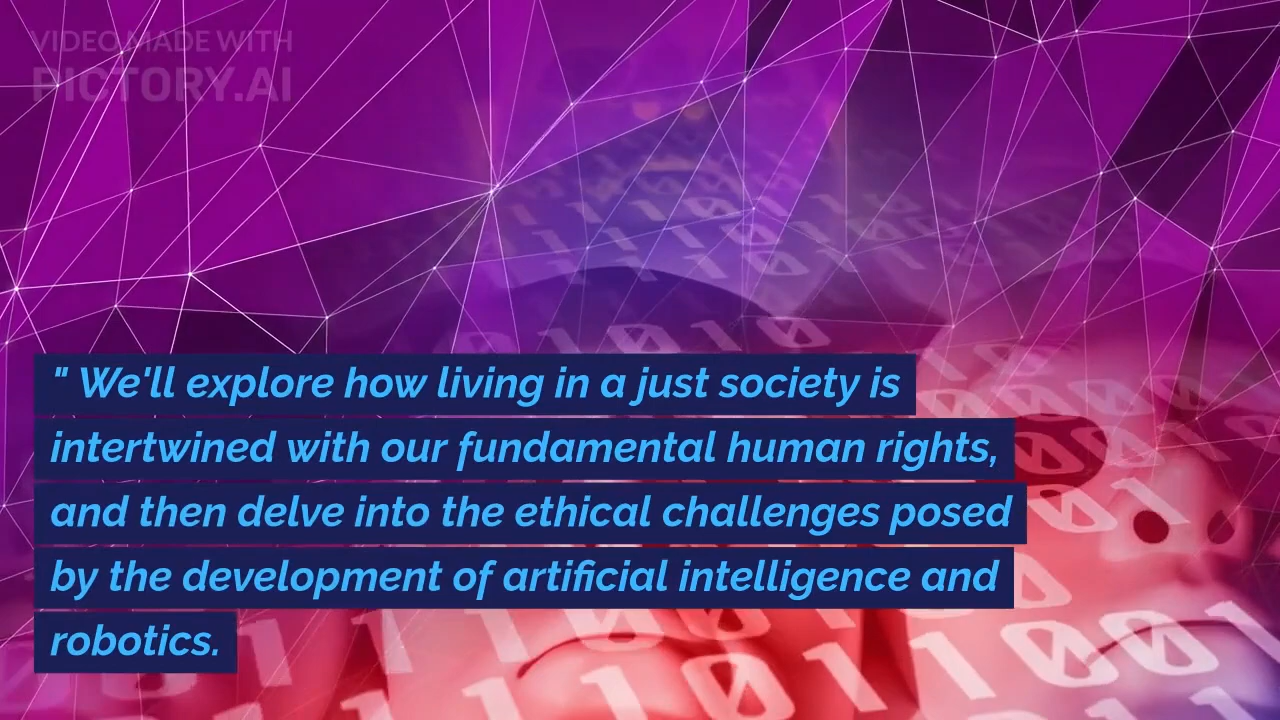 VIDEO MADE WITH
PICTORY.AI
" We'll explore how living in a just society is
intertwined with our fundamental human rights,
and then delve into the ethical challenges posed
by the development of artificial intelligence and
robotics.